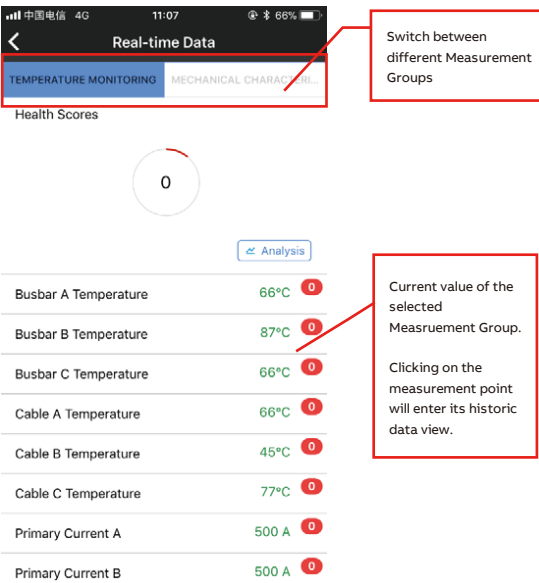 中国电信 4G 11:07 66%
Real-time Data
TEMPERATURE MONITORING MECHANICAL CHARACTERI...
Health Scores
0
Analysis
Busbar A Temperature 66°C 0
Busbar B Temperature 87°C 0
Busbar C Temperature 66°C 0
Cable A Temperature 66°C 0
Cable B Temperature 45°C 0
Cable C Temperature 77°C 0
Primary Current A 500 A 0
Primary Current B 500 A 0
Switch between
different Measurement
Groups
Current value of the
selected
Measruement Group.
Clicking on the
measurement point
will enter its historic
data view.